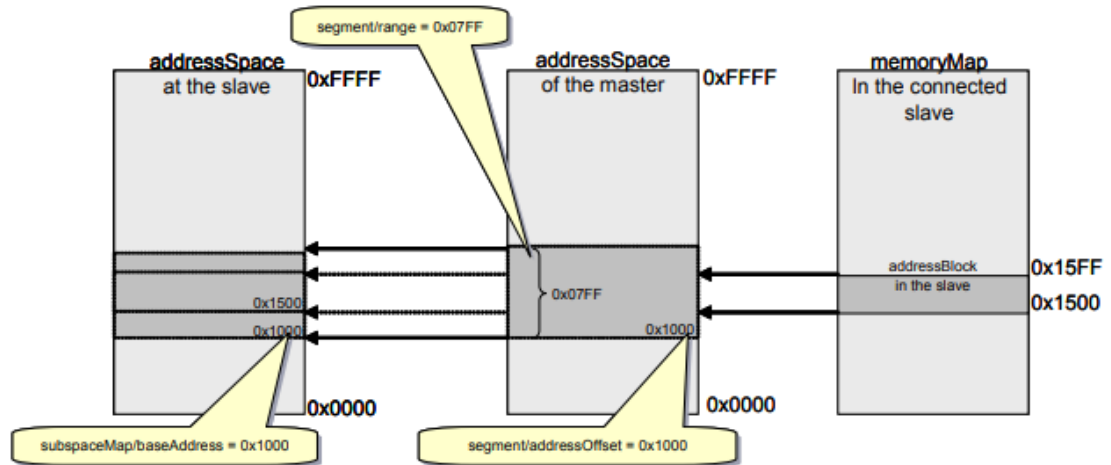 segment/range = 0x07FF
addressSpace
at the slave
0xFFFF
addressSpace
of the master
0xFFFF
memoryMap
In the connected
slave
addressBlock
in the slave
0x15FF
0x1500
0x07FF
0x1500
0x1000
0x1000
0x0000
0x0000
subspaceMap/baseAddress = 0x1000
segment/addressOffset = 0x1000